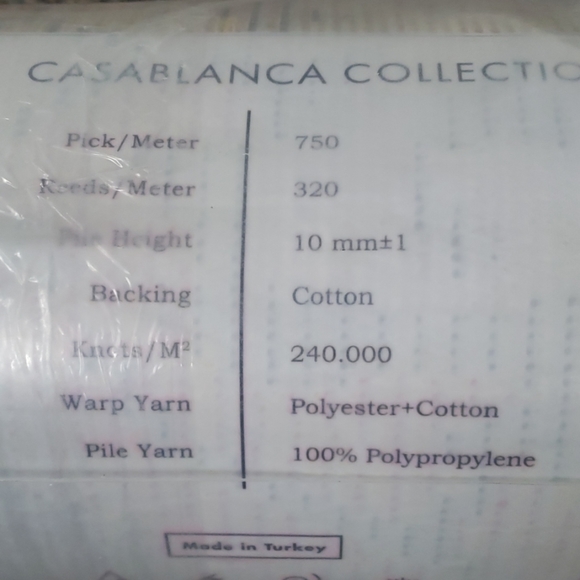 CASABLANCA COLLECTIO
Pick/Meter 750
Reeds/Meter 320
Pile Height 10 mm±1
Backing Cotton
Knots/M² 240.000
Warp Yarn Polyester+Cotton
Pile Yarn 100% Polypropylene
Made in Turkey